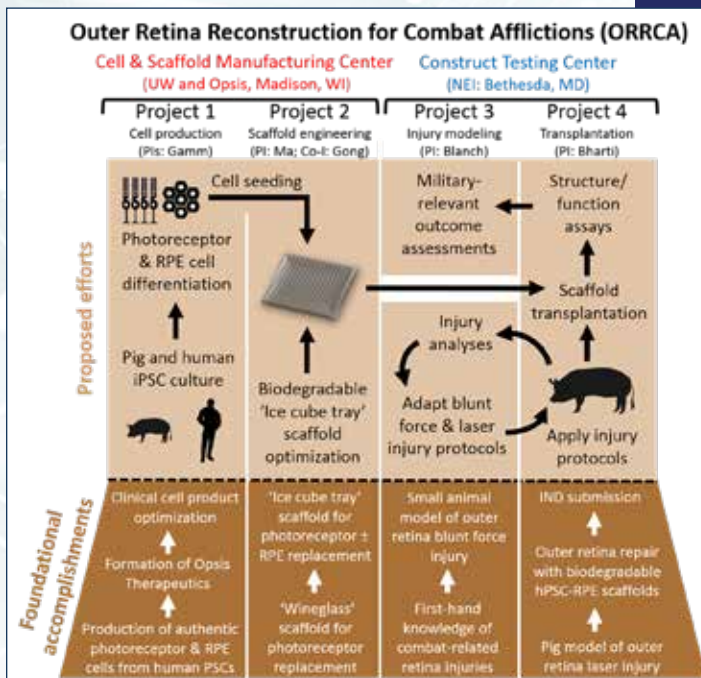 Outer Retina Reconstruction for Combat Afflictions (ORRCA)
Cell & Scaffold Manufacturing Center
(UW and Opsis, Madison, WI)
Construct Testing Center
(NEI: Bethesda, MD)
Project 1
Cell production
(PIs: Gamm)
Project 2
Scaffold engineering
(PI: Ma; Co-I: Gong)
Project 3
Injury modeling
(PI: Blanch)
Project 4
Transplantation
(PI: Bharti)
Proposed efforts
Cell seeding
Photoreceptor
& RPE cell
differentiation
Pig and human
iPSC culture
Biodegradable
'Ice cube tray'
scaffold
optimization
Military-
relevant
outcome
assessments
Injury
analyses
Adapt blunt
force & laser
injury protocols
Structure/
function
assays
Scaffold
transplantation
Apply injury
protocols
Foundational
accomplishments
Clinical cell product
optimization
Formation of Opsis
Therapeutics
Production of authentic
photoreceptor & RPE
cells from human PSCs
'Ice cube tray'
scaffold for
photoreceptor ±
RPE replacement
'Wineglass'
scaffold for
photoreceptor
replacement
Small animal
model of outer
retina blunt force
injury
First-hand
knowledge of
combat-related
retina injuries
IND submission
Outer retina repair
with biodegradable
hPSC-RPE scaffolds
Pig model of outer
retina laser injury